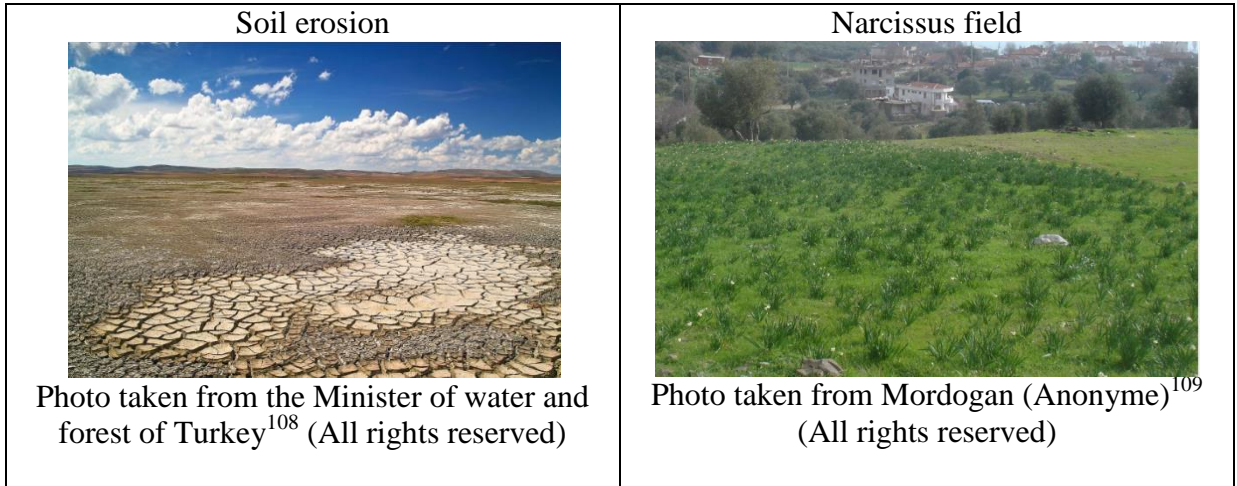 Soil erosion
Photo taken from the Minister of water and
forest of Turkey108 (All rights reserved)
Narcissus field
Photo taken from Mordogan (Anonyme)109
(All rights reserved)